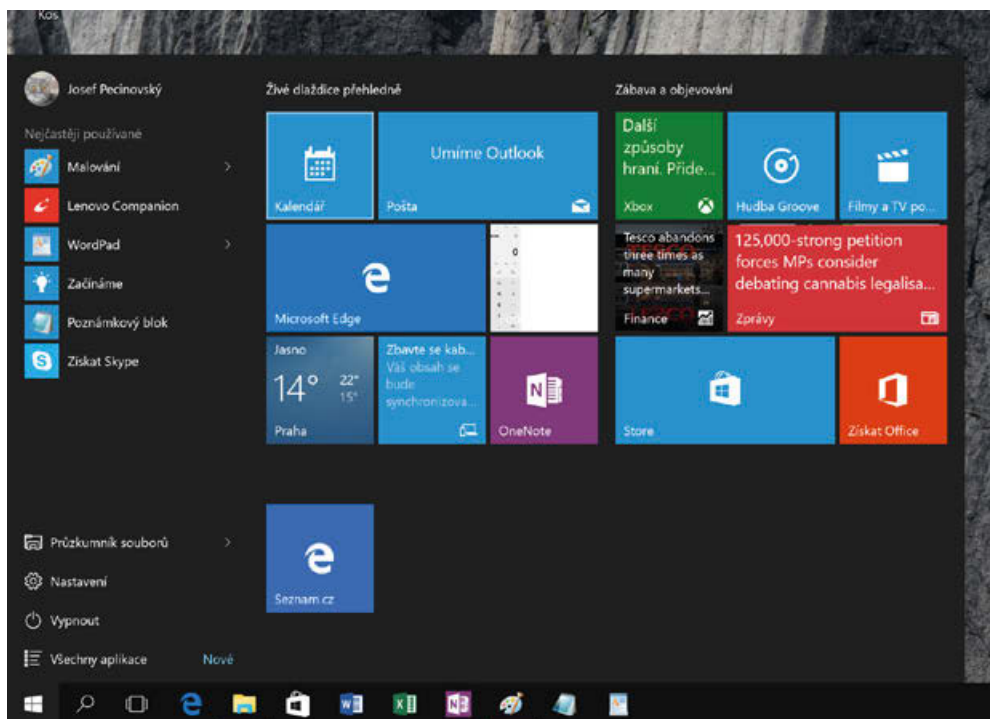 Koš
Josef Pecinovský
Nejčastěji používané
Malování
Lenovo Companion
WordPad
Začínáme
Poznámkový blok
Získat Skype
Průzkumník souborů
Nastavení
Vypnout
Všechny aplikace Nové
Živé dlaždice přehledně
Kalendář
Umíme Outlook
Pošta
Microsoft Edge
0
Jasno
14° 22°
15°
Praha
Zbavte se kab...
Váš obsah se
bude
synchronizova...
OneNote
Seznam.cz
Zábava a objevování
Další
způsoby
hraní. Přide...
Xbox
Hudba Groove
Filmy a TV po...
Tesco abandons
three times as
many
supermarkets...
Finance
125,000-strong petition
forces MPs consider
debating cannabis legalisa...
Zprávy
Store
Získat Office